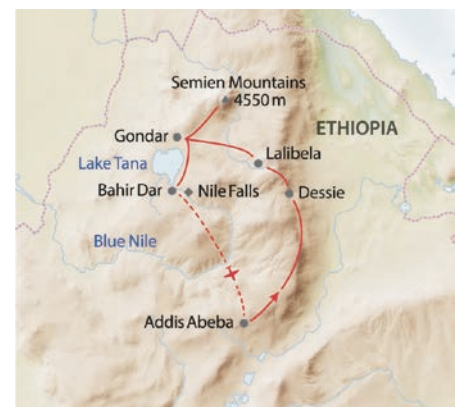 Semien Mountains
4550 m
Gondar
ETHIOPIA
Lake Tana
Lalibela
Bahir Dar
Nile Falls
Dessie
Blue Nile
Addis Abeba